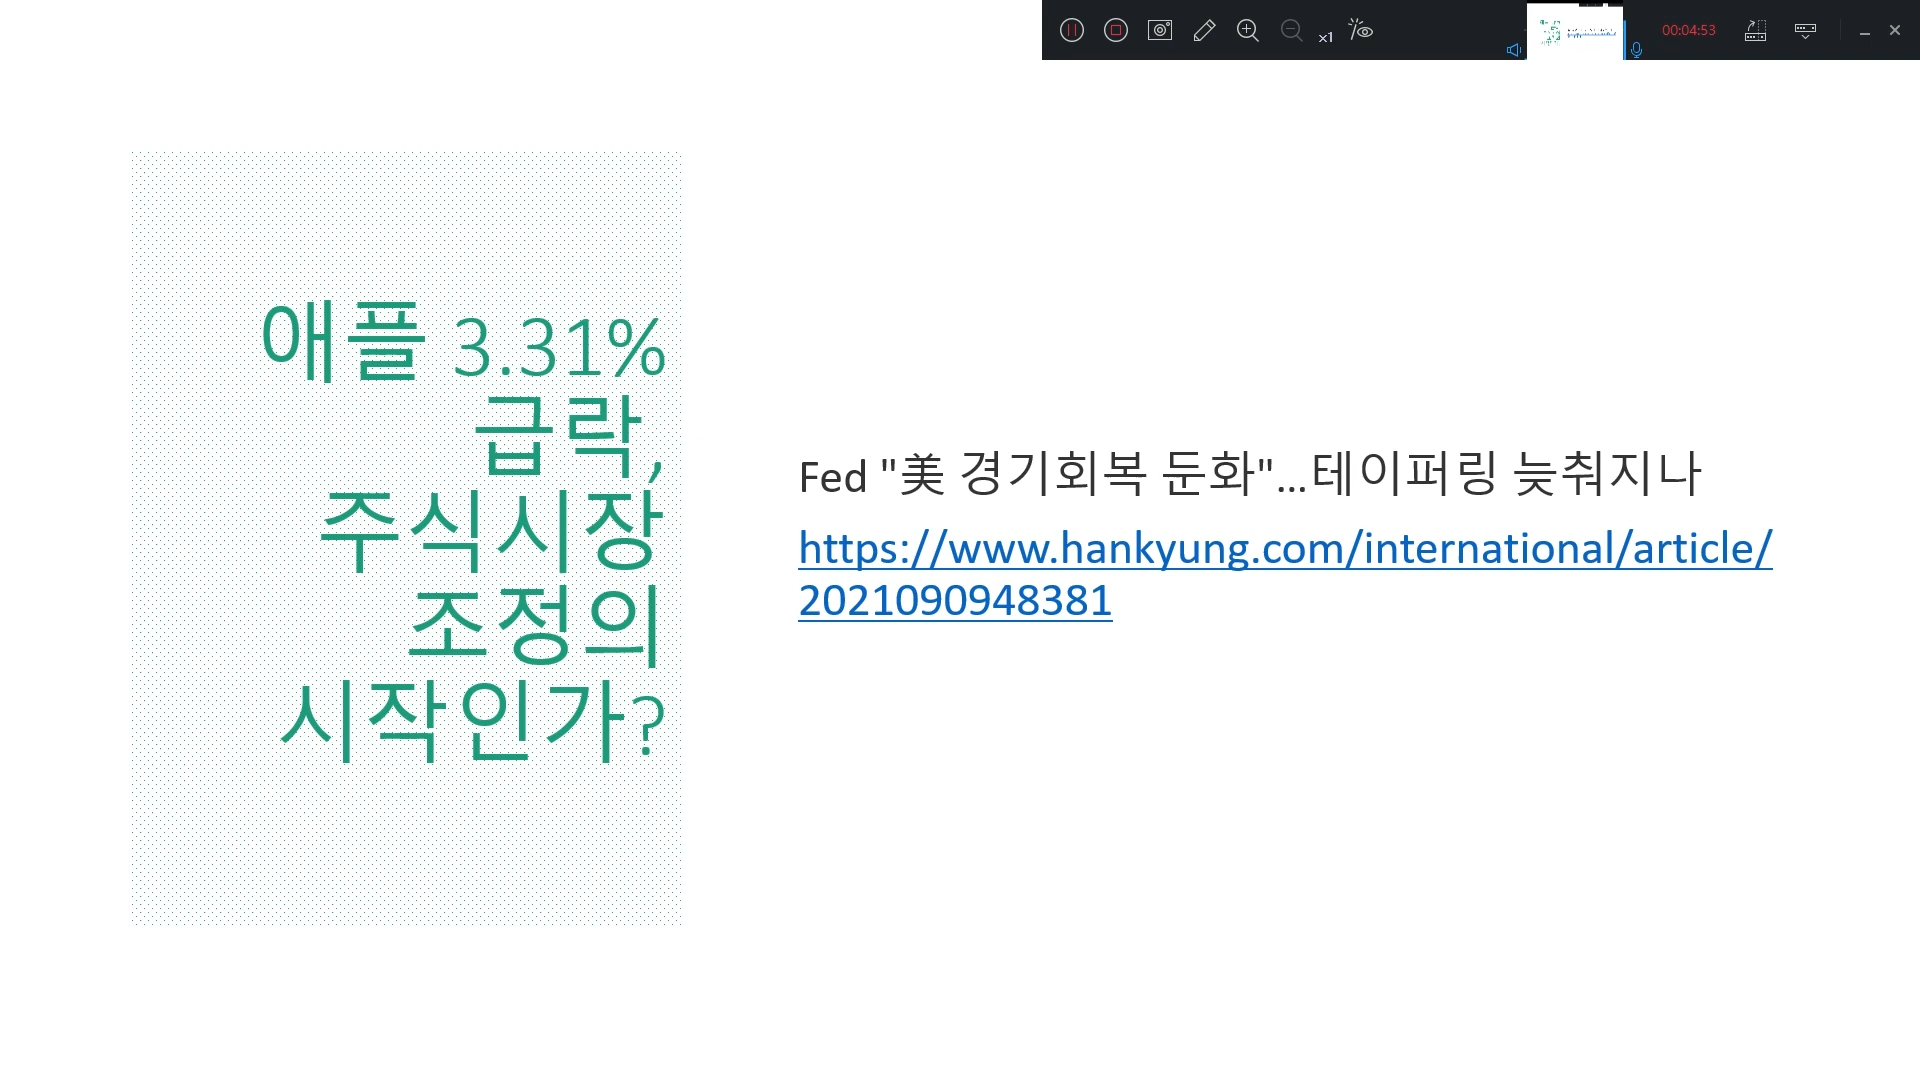 x1
00:04:53
애플 3.31%
급락,
주식시장
조정의
시작인가?
Fed "美 경기회복 둔화"...테이퍼링 늦춰지나
https://www.hankyung.com/international/article/
2021090948381